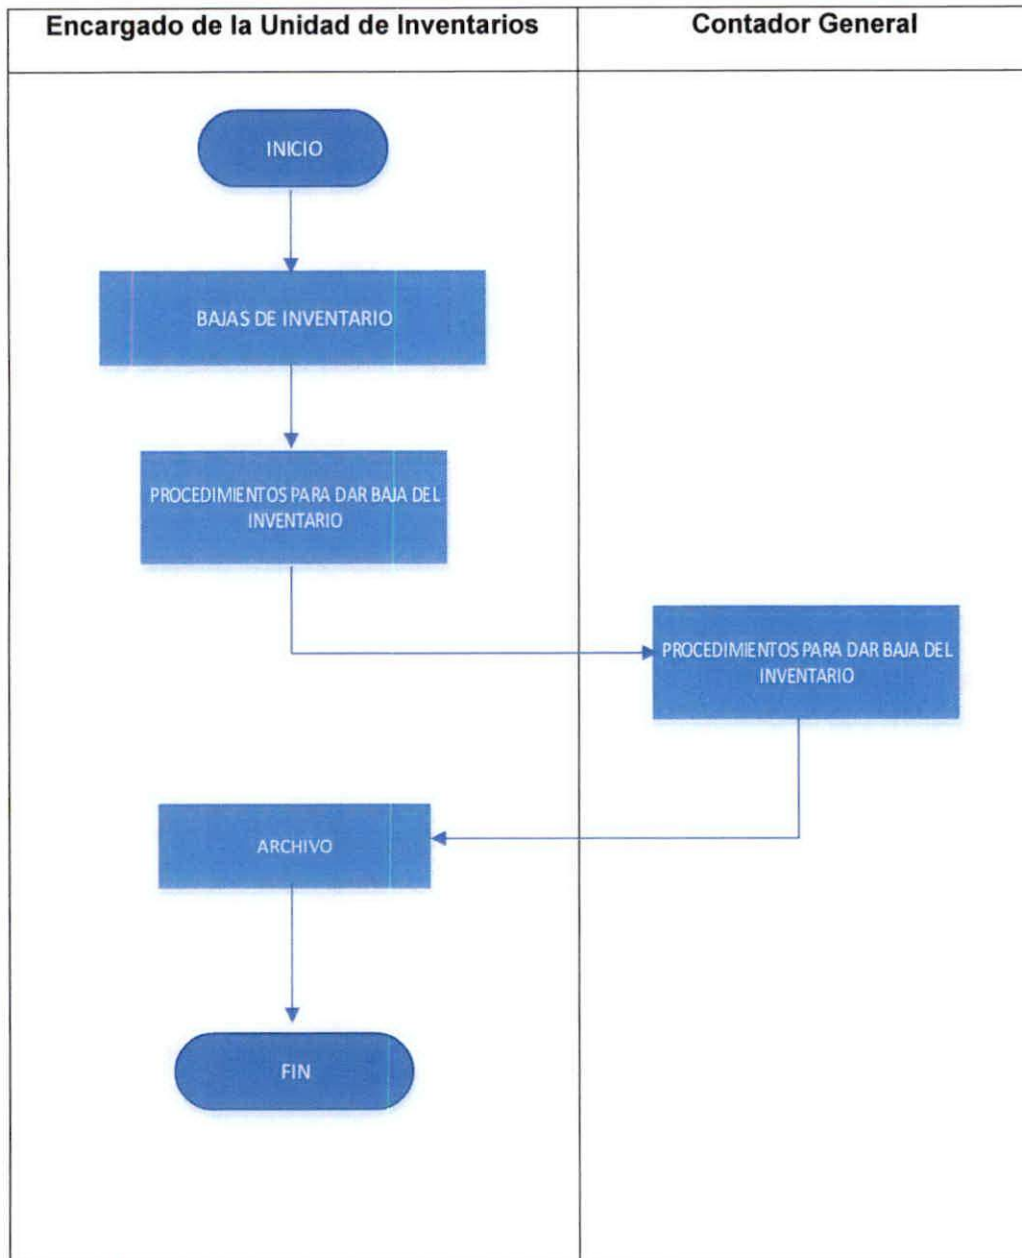 Encargado de la Unidad de Inventarios
Contador General
INICIO
BAJAS DE INVENTARIO
PROCEDIMIENTOS PARA DAR BAJA DEL
INVENTARIO
PROCEDIMIENTOS PARA DAR BAJA DEL
INVENTARIO
ARCHIVO
FIN